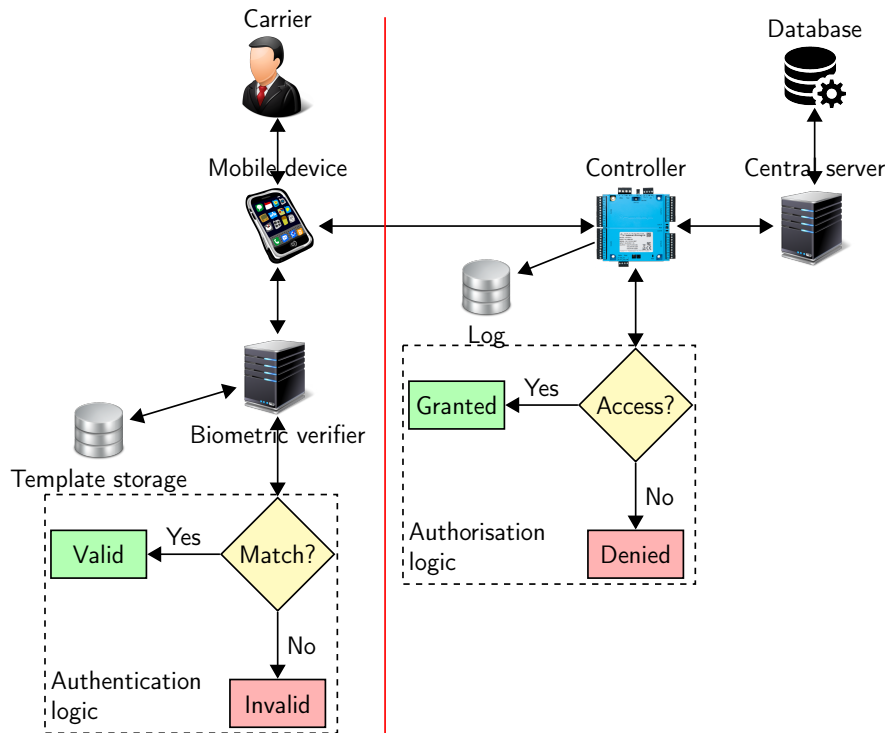 Carrier
Database
Mobile device
Controller
Central server
Log
Biometric verifier
Template storage
Access?
Yes
Granted
No
Denied
Authorisation
logic
Match?
Yes
Valid
No
Invalid
Authentication
logic